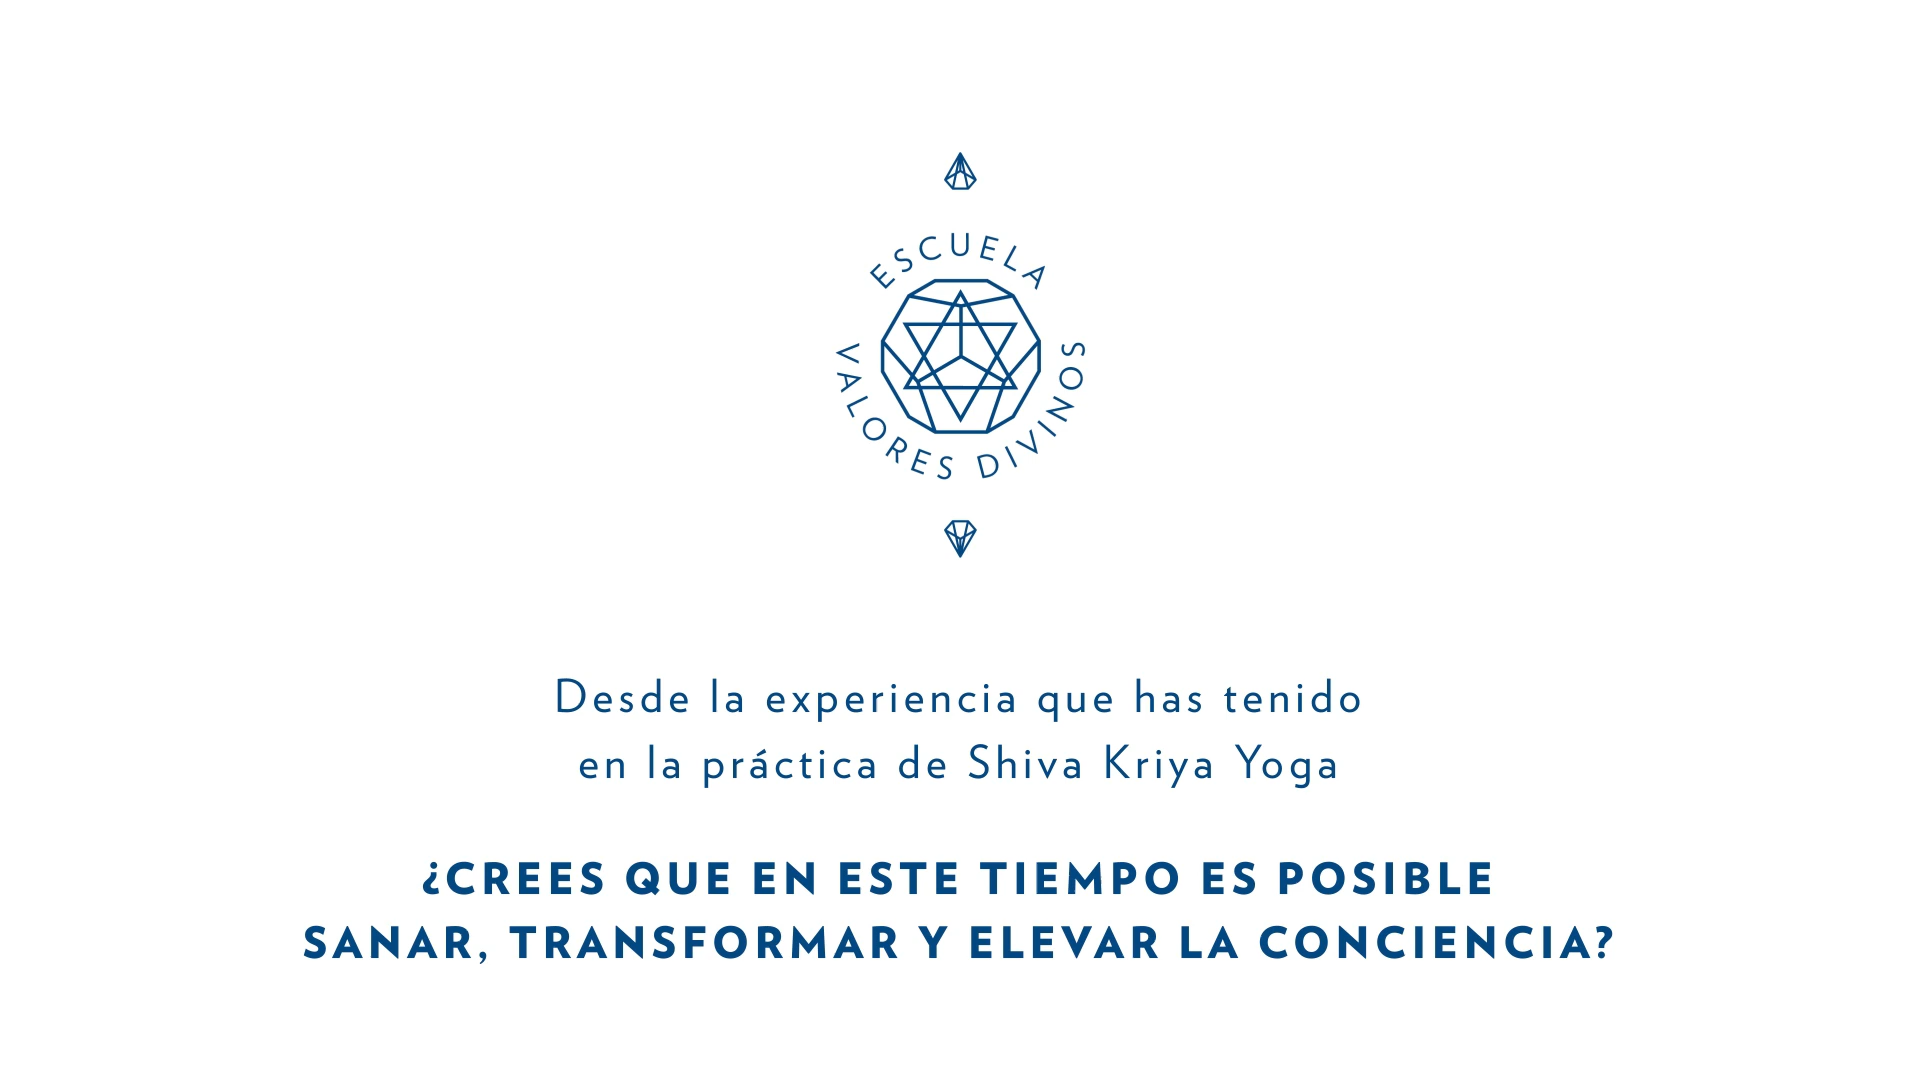 ESCUELA
VALORES DIVINOS
Desde la experiencia que has tenido
en la práctica de Shiva Kriya Yoga
¿CREES QUE EN ESTE TIEMPO ES POSIBLE
SANAR, TRANSFORMAR Y ELEVAR LA CONCIENCIA?